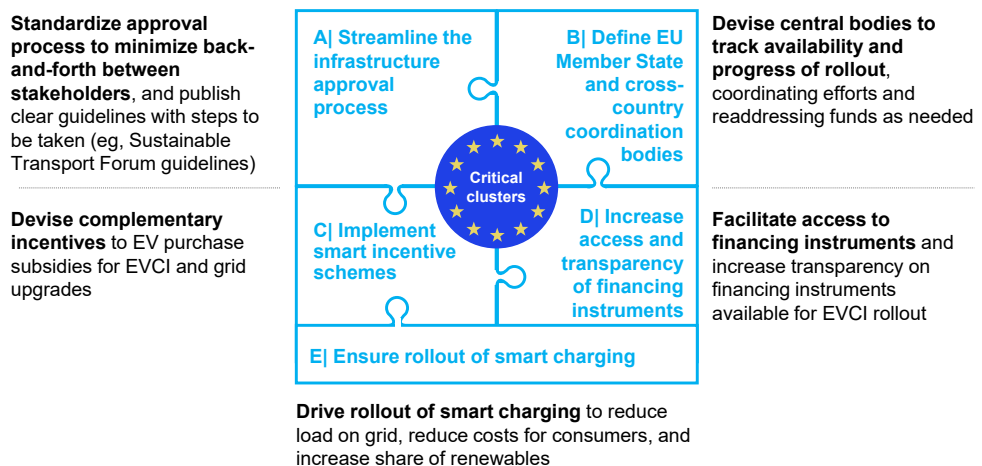 Standardize approval
process to minimize back-
and-forth between
stakeholders, and publish
clear guidelines with steps to
be taken (eg, Sustainable
Transport Forum guidelines)
A| Streamline the
infrastructure
approval
process
B| Define EU
Member State
and cross-
country
coordination
bodies
Devise central bodies to
track availability and
progress of rollout,
coordinating efforts and
readdressing funds as needed
Critical
clusters
Devise complementary
incentives to EV purchase
subsidies for EVCI and grid
upgrades
C| Implement
smart incentive
schemes
D| Increase
access and
transparency
of financing
instruments
Facilitate access to
financing instruments and
increase transparency on
financing instruments
available for EVCI rollout
E| Ensure rollout of smart charging
Drive rollout of smart charging to reduce
load on grid, reduce costs for consumers, and
increase share of renewables